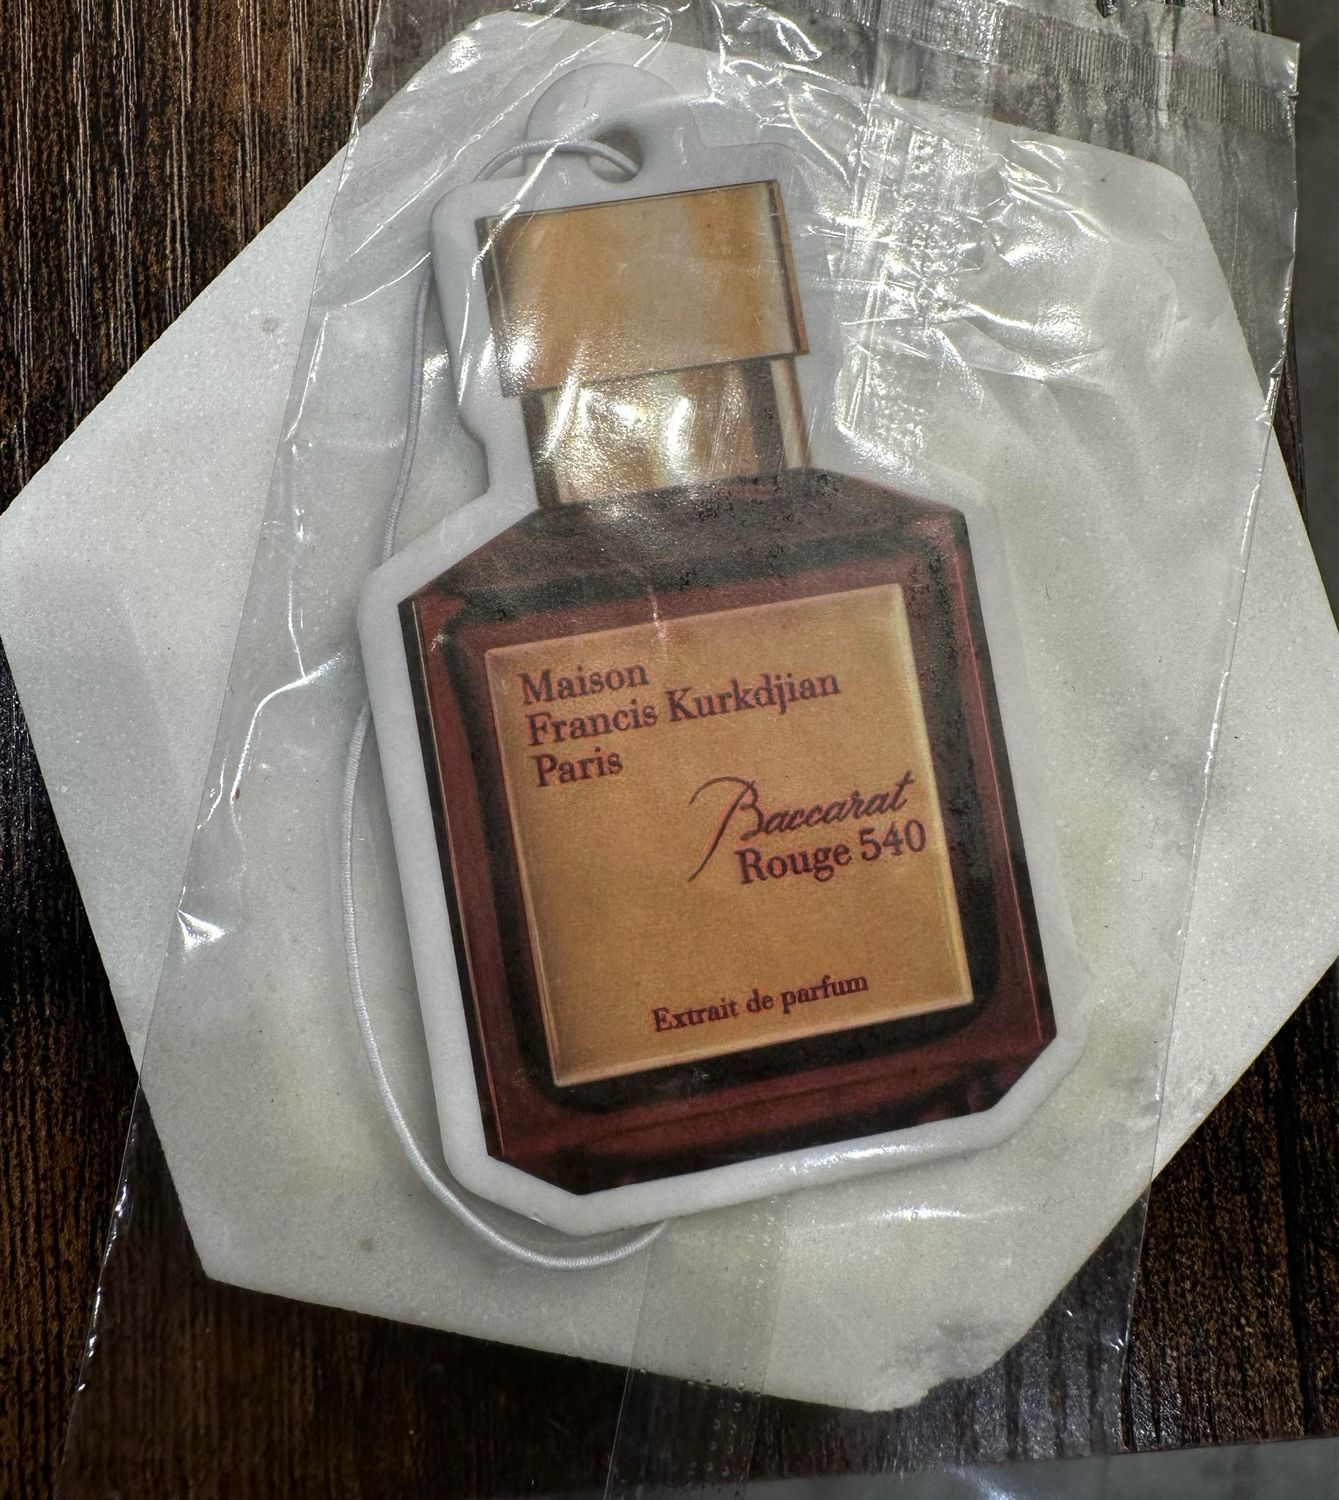 Maison
Francis Kurkdjian
Paris
Baccarat
Rouge 540
Extrait de parfum